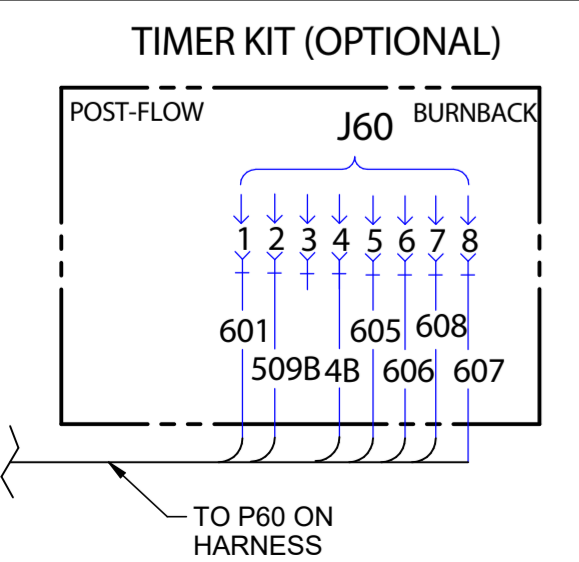 TIMER KIT (OPTIONAL)
POST-FLOW
BURNBACK
J60
1 2 3 4 5 6 7 8
601
605
608
509B
4B
606
607
TO P60 ON
HARNESS